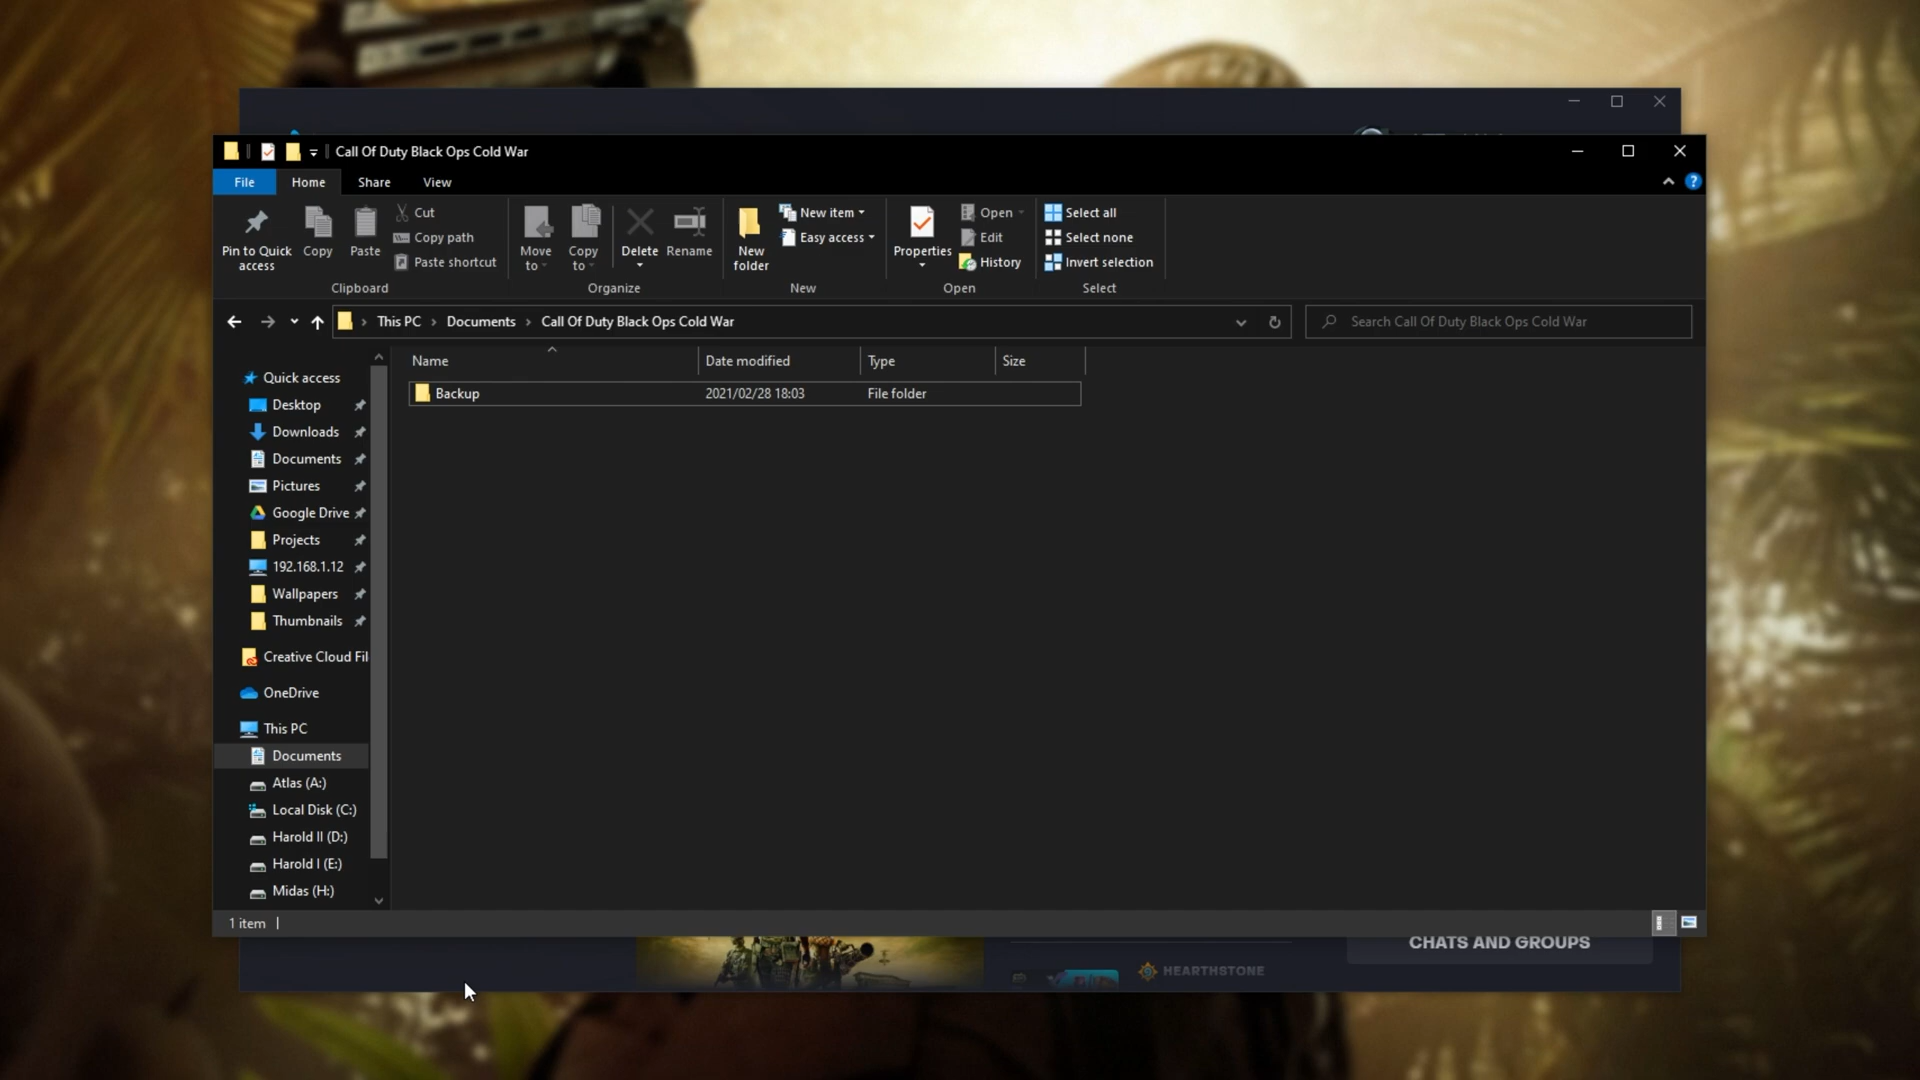 Call Of Duty Black Ops Cold War
File
Home
Share
View
Pin to Quick access
Copy
Paste
Cut
Copy path
Paste shortcut
Clipboard
Move to
Copy to
Delete
Rename
Organize
New folder
New item
Easy access
New
Properties
Open
Edit
History
Open
Select all
Select none
Invert selection
Select
This PC
Documents
Call Of Duty Black Ops Cold War
Search Call Of Duty Black Ops Cold War
Name
Date modified
Type
Size
Backup
2021/02/28 18:03
File folder
Quick access
Desktop
Downloads
Documents
Pictures
Google Drive
Projects
192.168.1.12
Wallpapers
Thumbnails
Creative Cloud Fil
OneDrive
This PC
Documents
Atlas (A:)
Local Disk (C:)
Harold II (D:)
Harold I (E:)
Midas (H:)
1 item
CHATS AND GROUPS
HEARTHSTONE